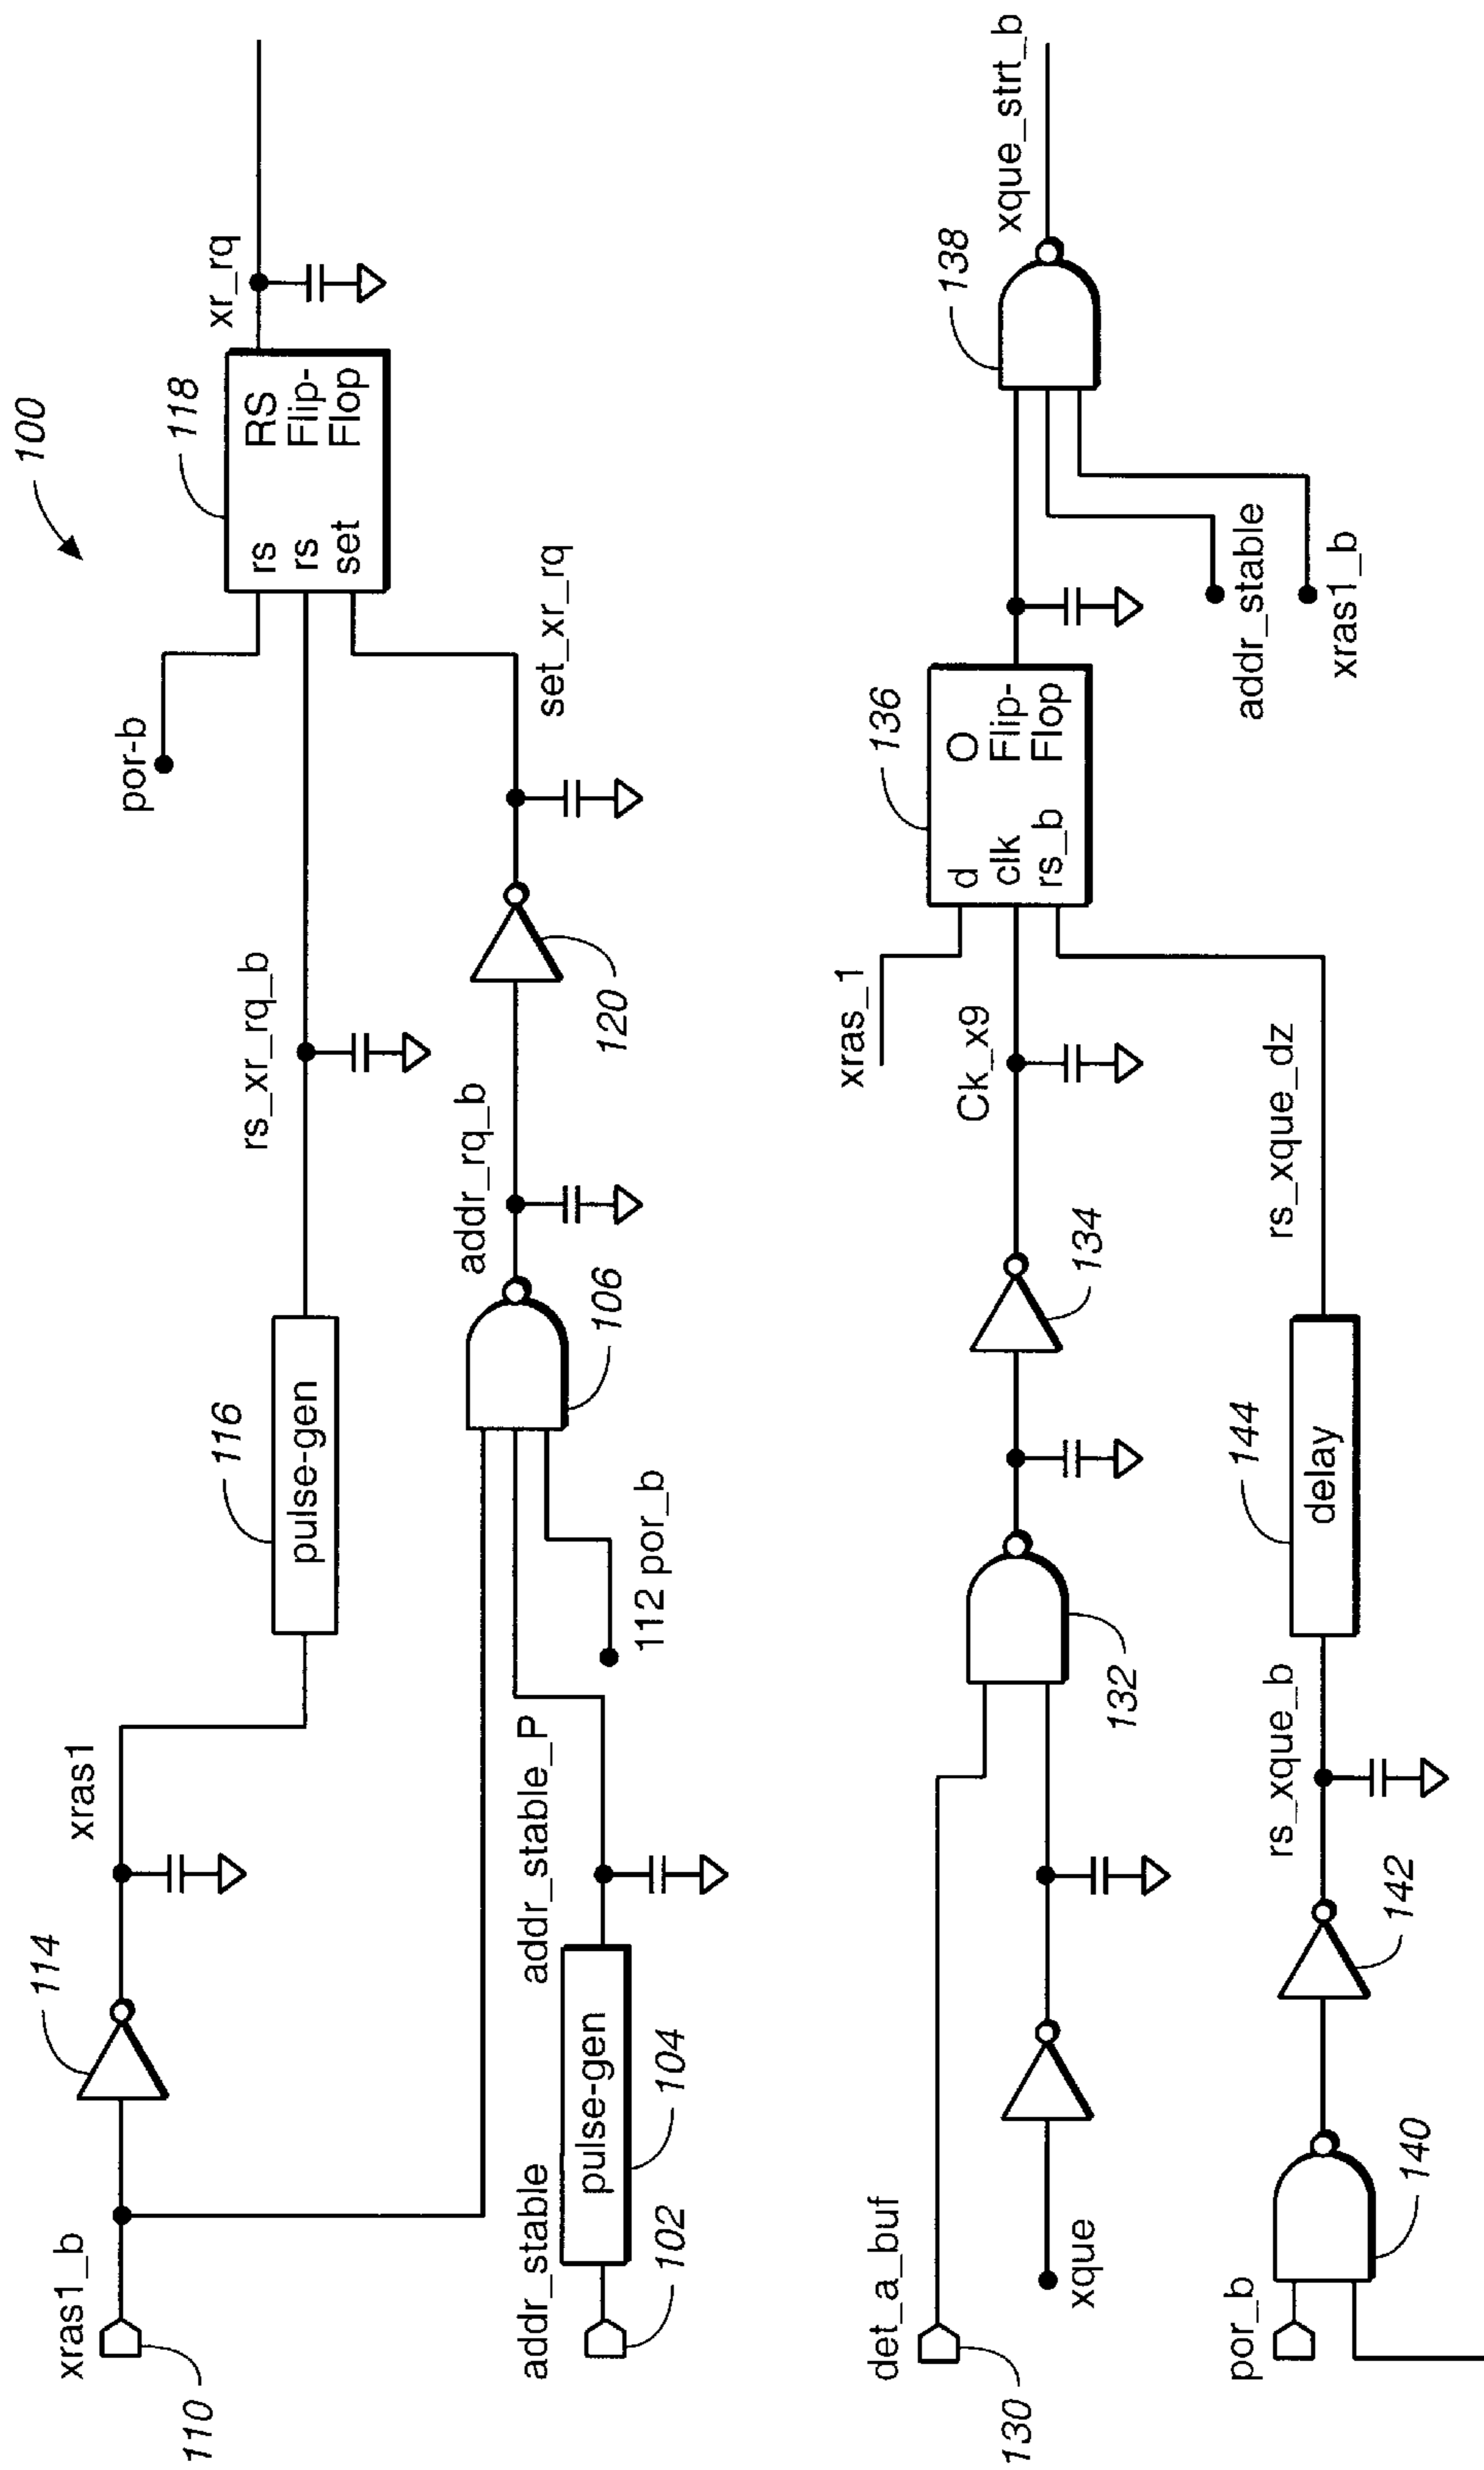 100
xras1_b
110
114
xras1
116
pulse-gen
rs_xr_rq_b
por-b
118
rs RS
rs Flip-
set Flop
xr_rq
addr_stable
102
pulse-gen
104
addr_stable_P
112 por_b
106
addr_rq_b
120
set_xr_rq
det_a_buf
130
xque
132
134
Ck_x9
xras_1
136
d O
clk Flip-
rs_b Flop
addr_stable
xras1_b
138
xque_strt_b
por_b
140
142
rs_xque_b
144
delay
rs_xque_dz